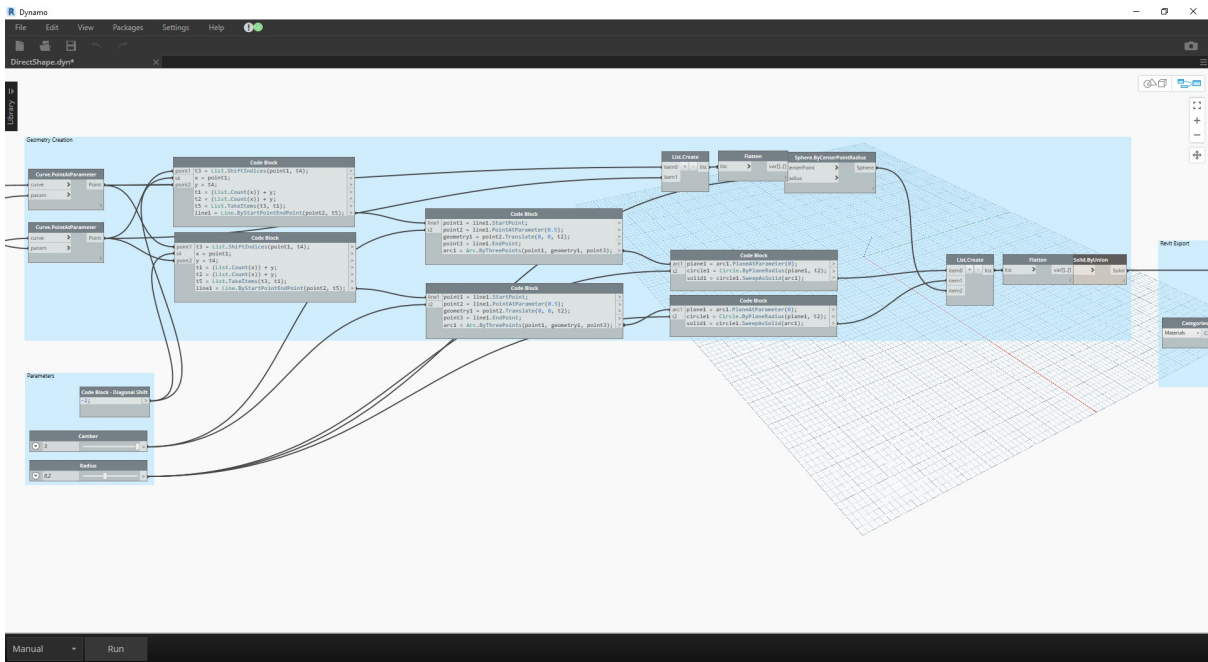 Dynamo
File Edit View Packages Settings Help
DirectShape.dyn*
Library
Geometry Creation
Curve.PointAtParameter
curve > Point
param >
Curve.PointAtParameter
curve > Point
param >
Code Block
point1 t3 = List.ShiftIndices(point1, t4);
x = point1;
point2 y = t4;
t1 = (List.Count(x)) + y;
t2 = (List.Count(x)) + y;
t5 = List.TakeItems(t3, t1);
line1 = Line.ByStartPointEndPoint(point2, t5);
Code Block
point1 t3 = List.ShiftIndices(point1, t4);
x = point1;
point2 y = t4;
t1 = (List.Count(x)) + y;
t2 = (List.Count(x)) + y;
t5 = List.TakeItems(t3, t1);
line1 = Line.ByStartPointEndPoint(point2, t5);
Code Block
line1 point1 = line1.StartPoint;
t2 point2 = line1.PointAtParameter(0.5);
geometry1 = point2.Translate(0, 0, t2);
point3 = line1.EndPoint;
arc1 = Arc.ByThreePoints(point1, geometry1, point3);
Code Block
line1 point1 = line1.StartPoint;
t2 point2 = line1.PointAtParameter(0.5);
geometry1 = point2.Translate(0, 0, t2);
point3 = line1.EndPoint;
arc1 = Arc.ByThreePoints(point1, geometry1, point3);
List.Create
item0 + - list
item1
Flatten
list > var[]..[]
Sphere.ByCenterPointRadius
centerPoint > Sphere
radius >
Code Block
arc1 plane1 = arc1.PlaneAtParameter(0);
t2 circle1 = Circle.ByPlaneRadius(plane1, t2);
solid1 = circle1.SweepAsSolid(arc1);
Code Block
arc1 plane1 = arc1.PlaneAtParameter(0);
t2 circle1 = Circle.ByPlaneRadius(plane1, t2);
solid1 = circle1.SweepAsSolid(arc1);
List.Create
item0 + - list
item1
item2
Flatten
list > var[]..[]
Solid.ByUnion
> Solid
Revit Export
Categories
Materials
Parameters
Code Block - Diagonal Shift
-2;
Camber
3
Radius
0.2
Manual
Run